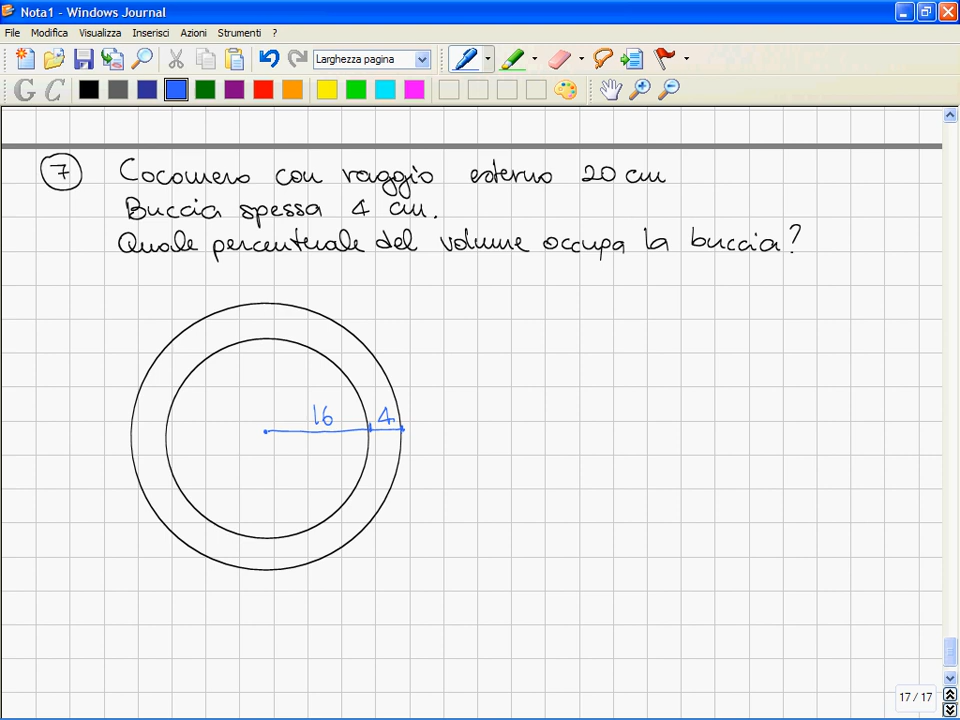 Nota1 - Windows Journal
File Modifica Visualizza Inserisci Azioni Strumenti ?
Larghezza pagina
G C
7 Cocomero con raggio esterno 20 cm
Buccia spessa 4 cm.
Quale percentuale del volume occupa la buccia?
16 4
17 / 17